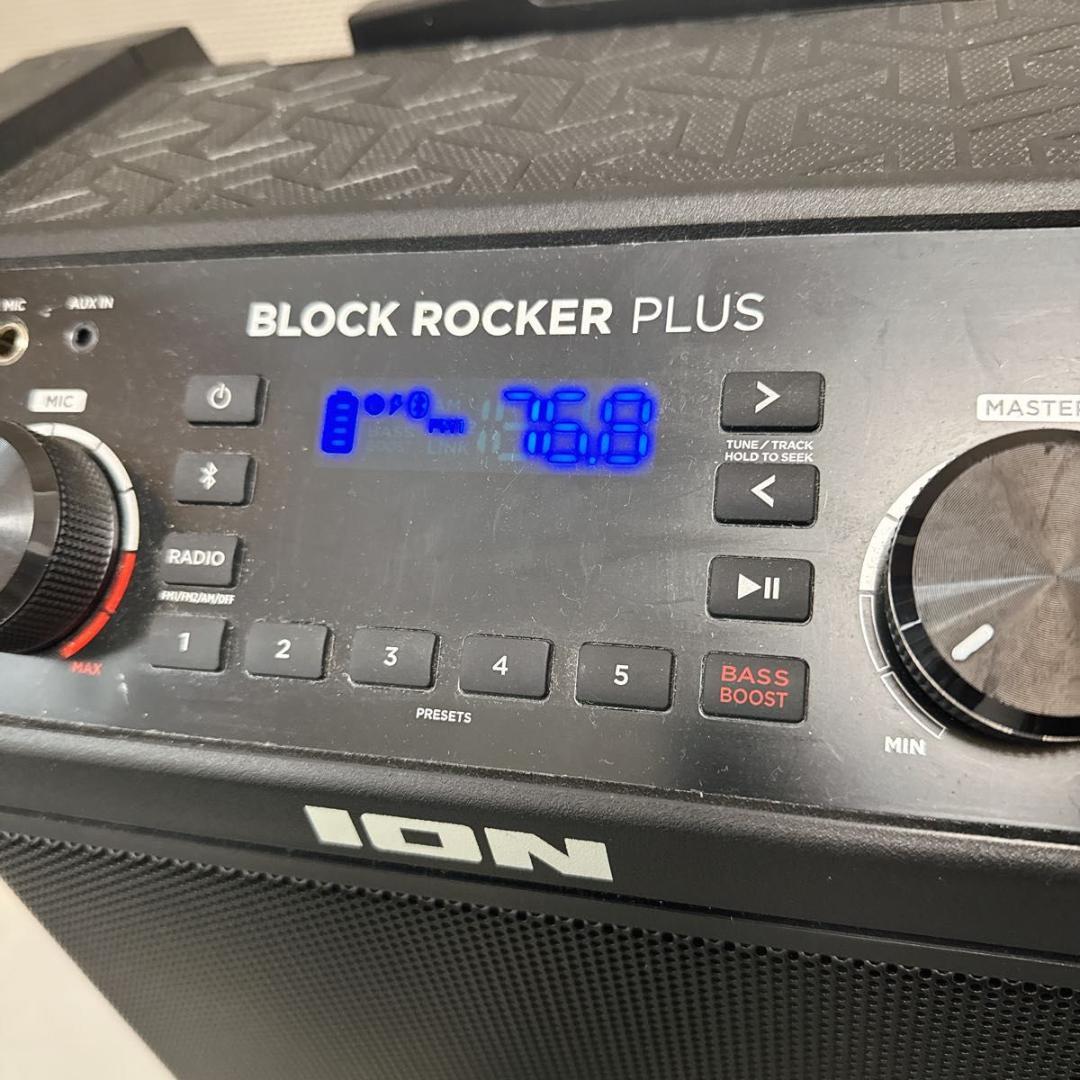 MIC
AUX IN
BLOCK ROCKER PLUS
MIC
MASTER
76.8
FM1
TUNE / TRACK
HOLD TO SEEK
RADIO
FM1/FM2/AM/OFF
1
2
3
4
5
BASS
BOOST
MAX
PRESETS
MIN
ION